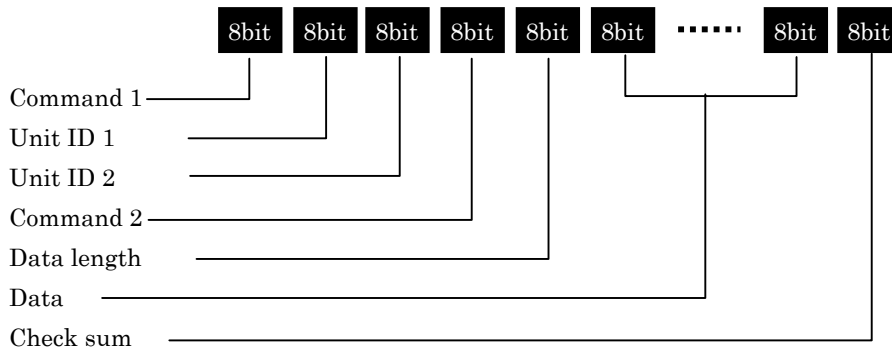 8bit 8bit 8bit 8bit 8bit 8bit ······· 8bit 8bit
Command 1
Unit ID 1
Unit ID 2
Command 2
Data length
Data
Check sum